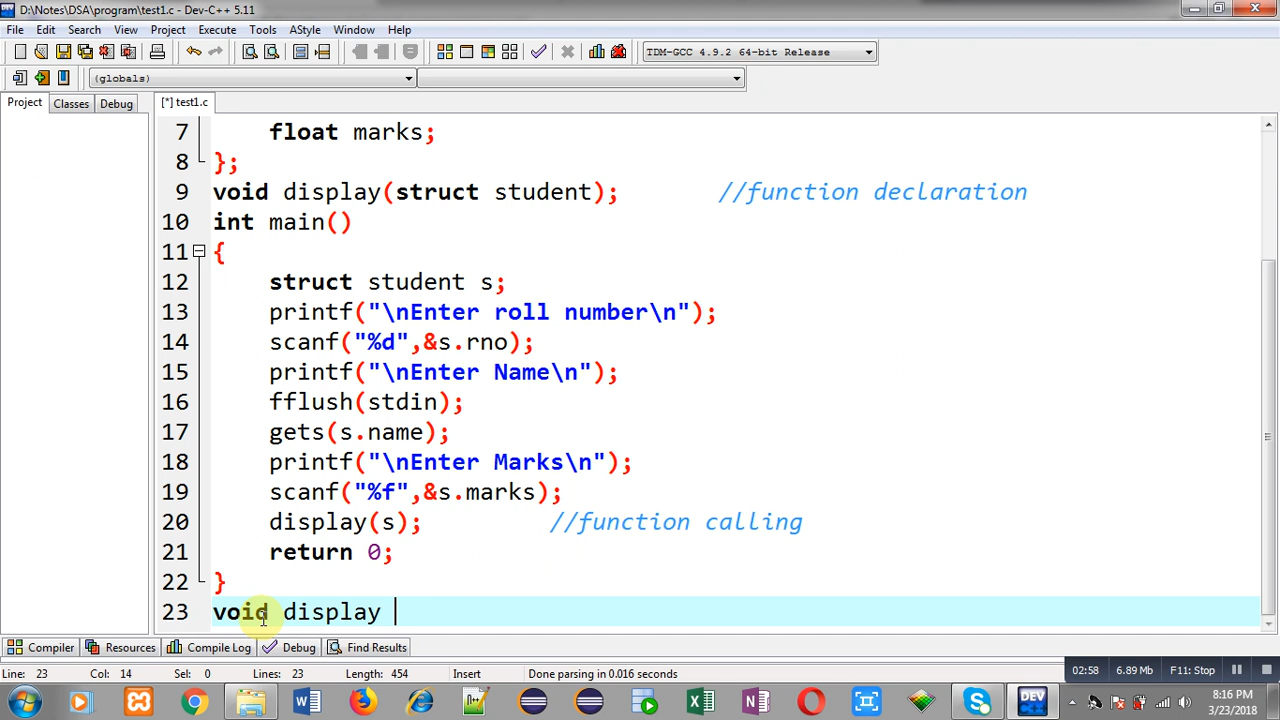 D:\Notes\DSA\program\test1.c - Dev-C++ 5.11
File Edit Search View Project Execute Tools AStyle Window Help
TDM-GCC 4.9.2 64-bit Release
(globals)
Project Classes Debug [*] test1.c
7 float marks;
8 };
9 void display(struct student); //function declaration
10 int main()
11 {
12 struct student s;
13 printf("\nEnter roll number\n");
14 scanf("%d",&s.rno);
15 printf("\nEnter Name\n");
16 fflush(stdin);
17 gets(s.name);
18 printf("\nEnter Marks\n");
19 scanf("%f",&s.marks);
20 display(s); //function calling
21 return 0;
22 }
23 void display
Compiler Resources Compile Log Debug Find Results
Line: 23 Col: 14 Sel: 0 Lines: 23 Length: 454 Insert Done parsing in 0.016 seconds
02:58 6.89 Mb F11: Stop
8:16 PM
3/23/2018